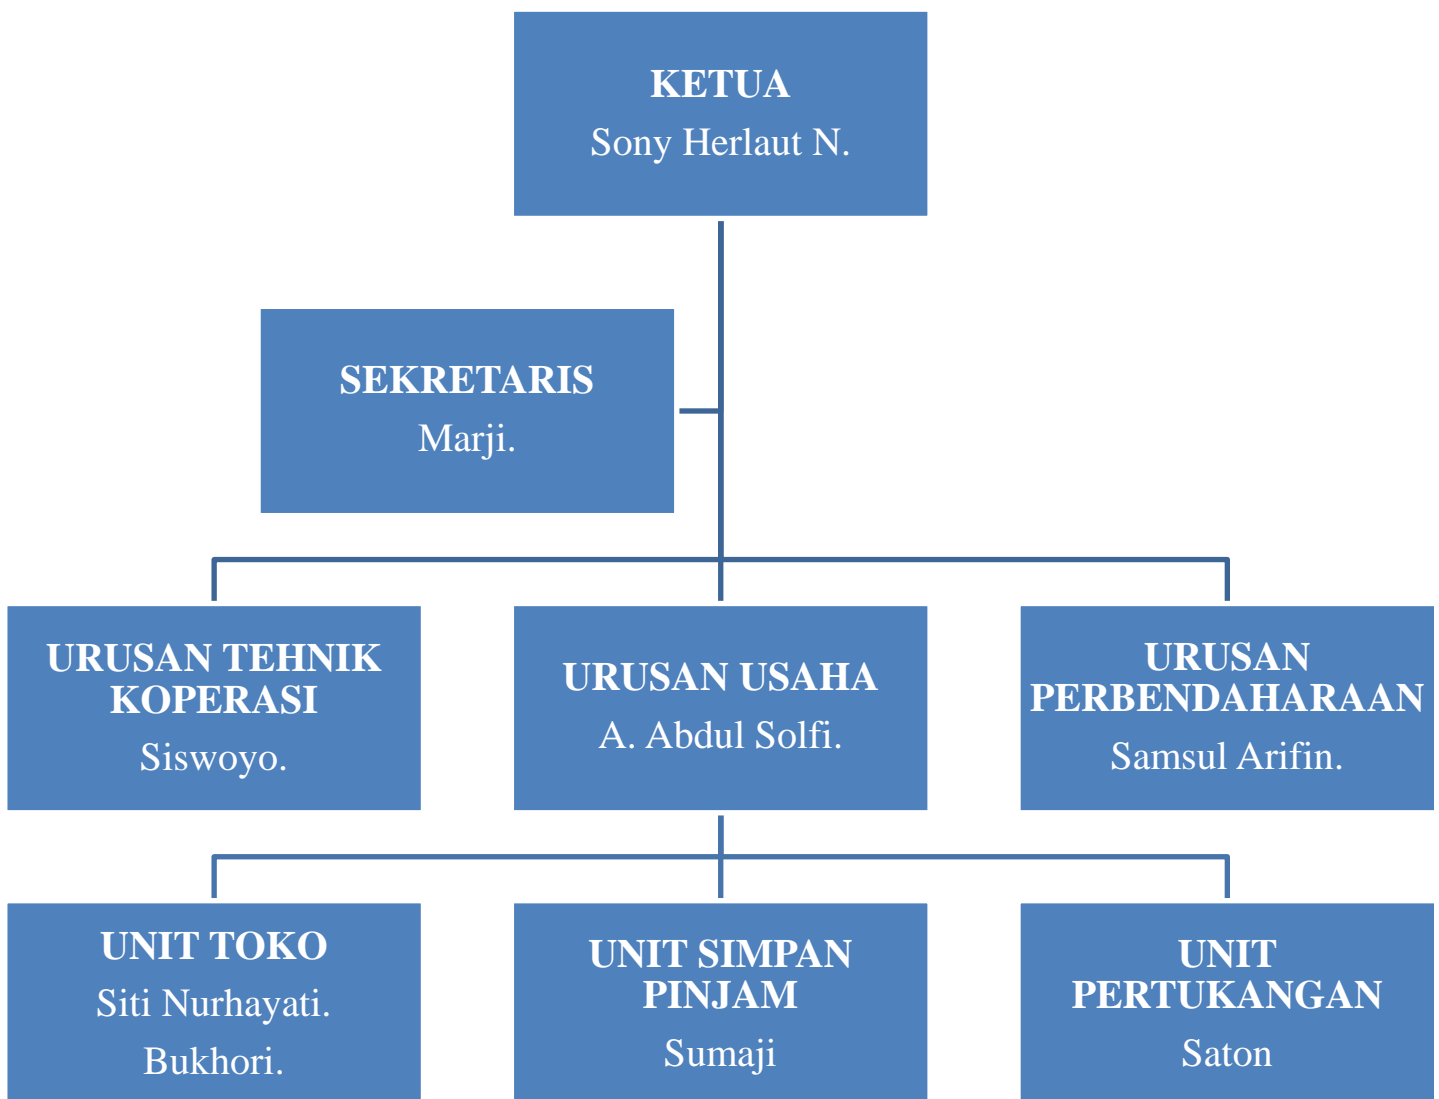 KETUA
Sony Herlaut N.
SEKRETARIS
Marji.
URUSAN TEHNIK
KOPERASI
Siswoyo.
URUSAN USAHA
A. Abdul Solfi.
URUSAN
PERBENDAHARAAN
Samsul Arifin.
UNIT TOKO
Siti Nurhayati.
Bukhori.
UNIT SIMPAN
PINJAM
Sumaji
UNIT
PERTUKANGAN
Saton